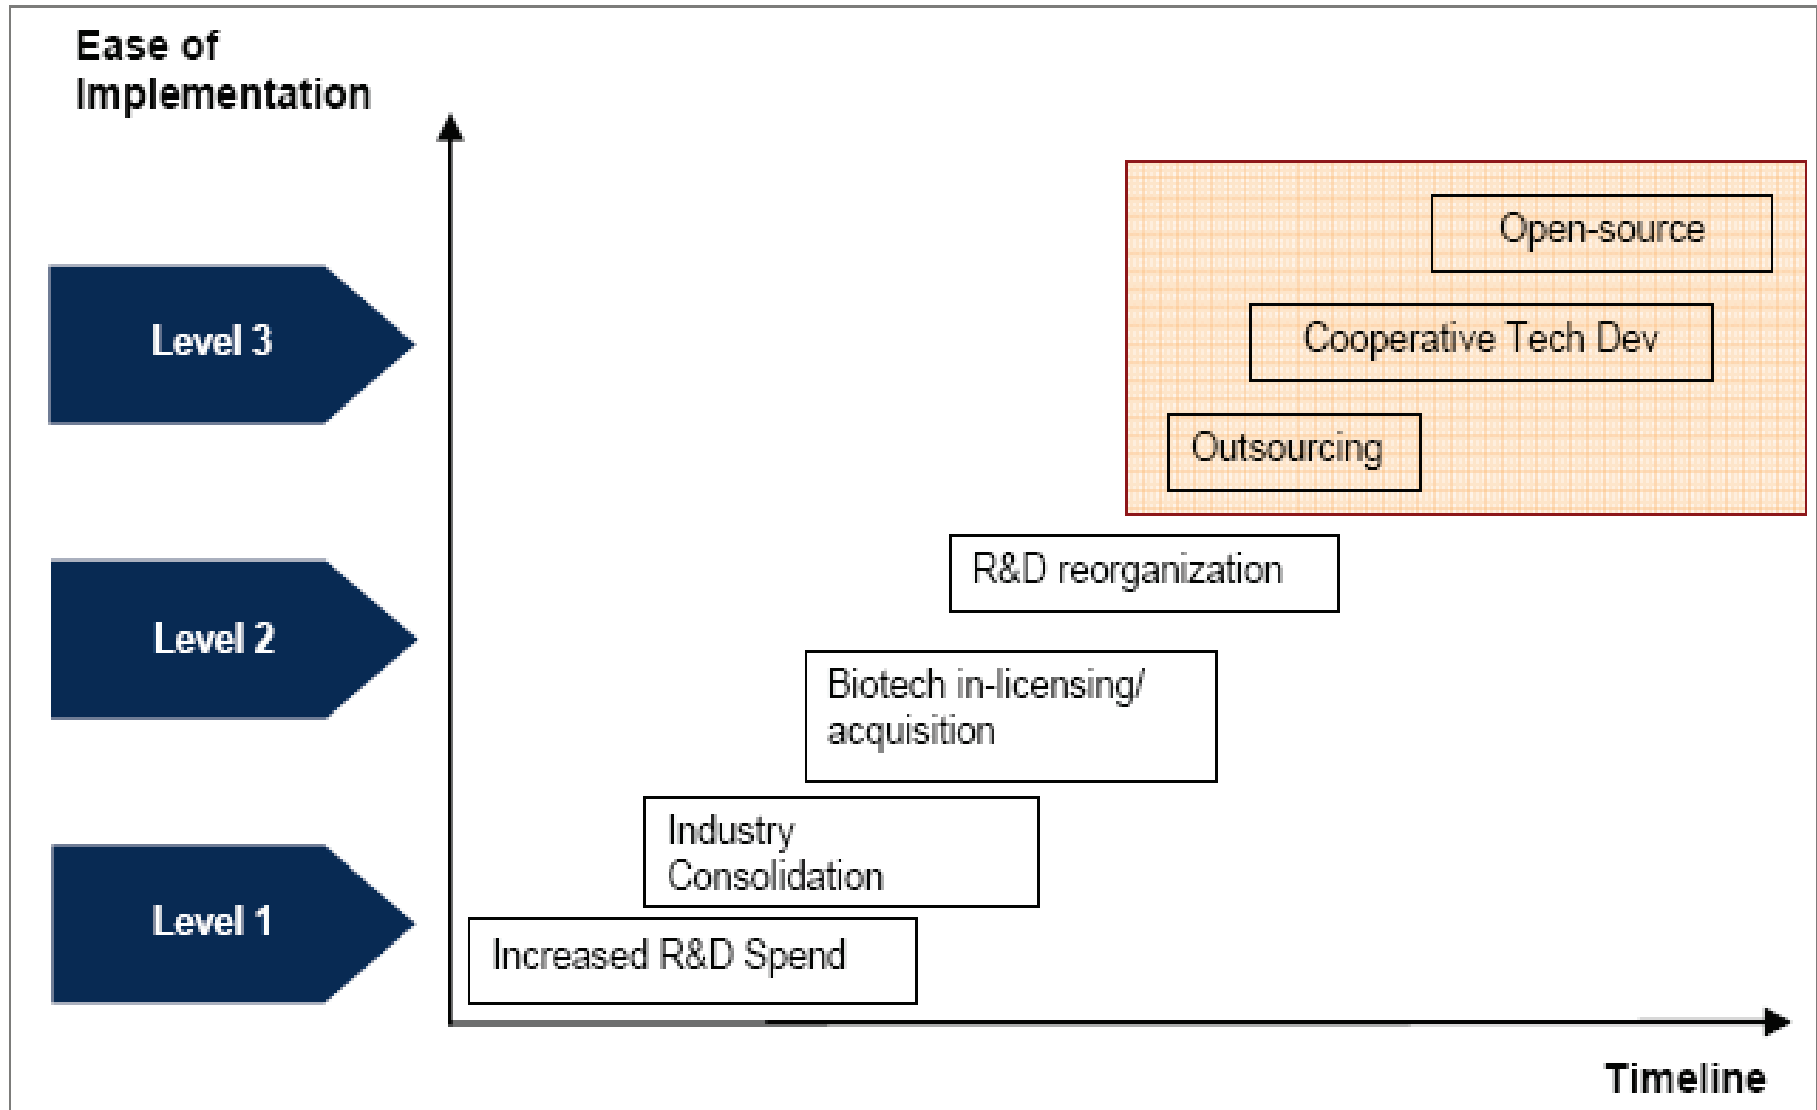 Ease of
Implementation
Open-source
Level 3
Cooperative Tech Dev
Outsourcing
R&D reorganization
Level 2
Biotech in-licensing/
acquisition
Industry
Consolidation
Level 1
Increased R&D Spend
Timeline